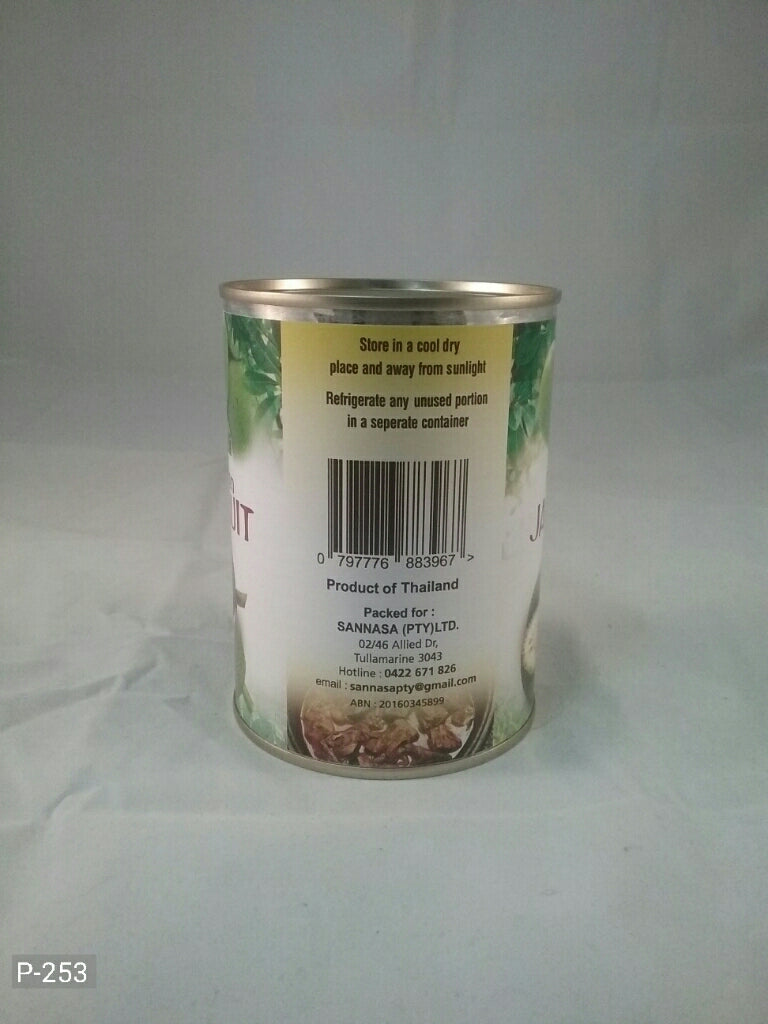 Store in a cool dry
place and away from sunlight
Refrigerate any unused portion
in a seperate container
0 797776 883967 >
Product of Thailand
Packed for :
SANNASA (PTY)LTD.
02/46 Allied Dr,
Tullamarine 3043
Hotline : 0422 671 826
email : sannasapty@gmail.com
ABN : 20160345899
P-253